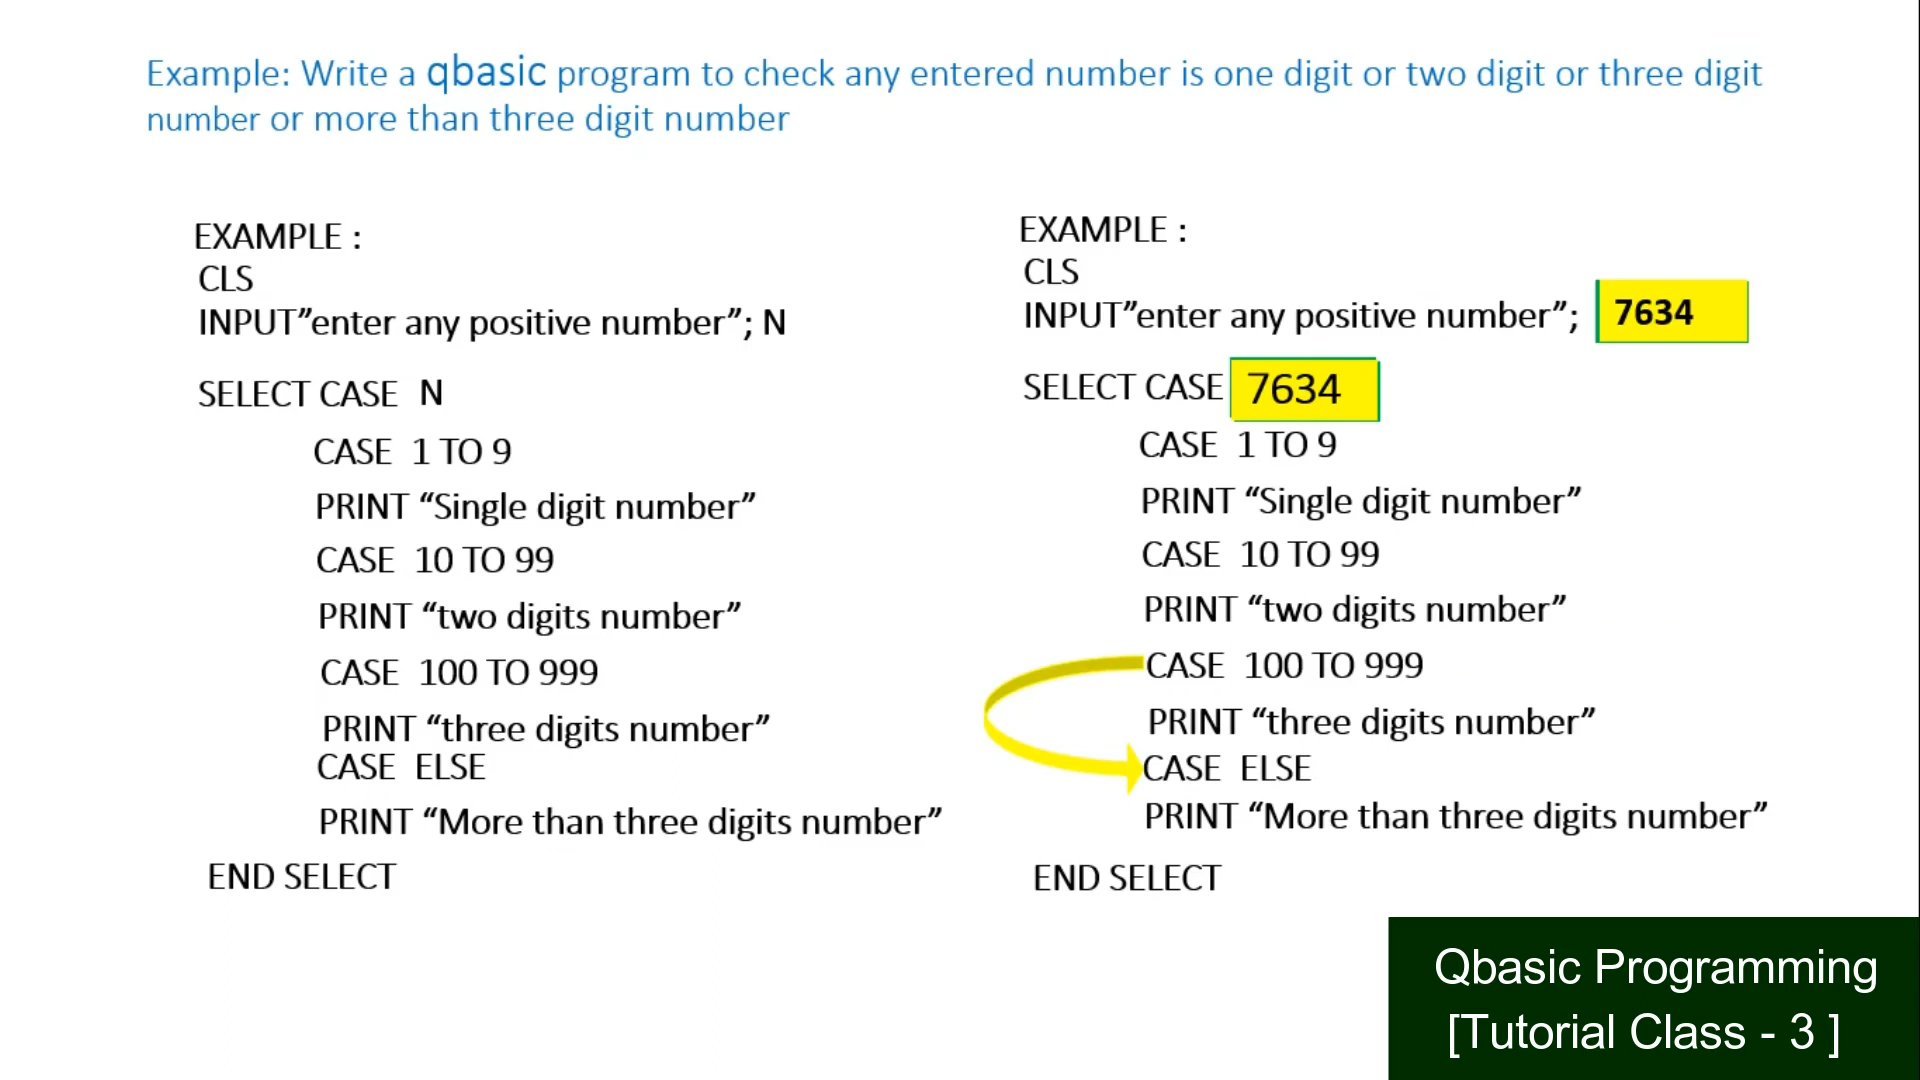 Example: Write a qbasic program to check any entered number is one digit or two digit or three digit
number or more than three digit number
EXAMPLE :
CLS
INPUT”enter any positive number”; N
SELECT CASE N
CASE 1 TO 9
PRINT “Single digit number”
CASE 10 TO 99
PRINT “two digits number”
CASE 100 TO 999
PRINT “three digits number”
CASE ELSE
PRINT “More than three digits number”
END SELECT
EXAMPLE :
CLS
INPUT”enter any positive number”; 7634
SELECT CASE 7634
CASE 1 TO 9
PRINT “Single digit number”
CASE 10 TO 99
PRINT “two digits number”
CASE 100 TO 999
PRINT “three digits number”
CASE ELSE
PRINT “More than three digits number”
END SELECT
Qbasic Programming
[Tutorial Class - 3 ]